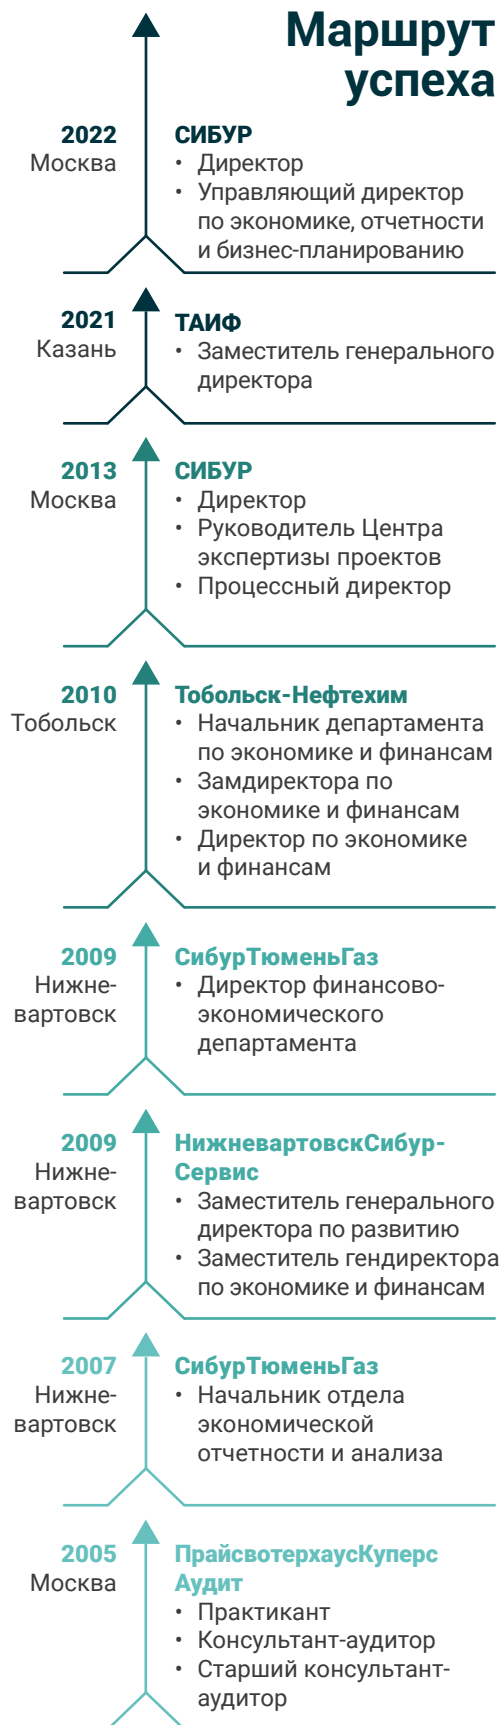 Маршрут
успеха
2022
Москва
СИБУР
• Директор
• Управляющий директор
по экономике, отчетности
и бизнес-планированию
2021
Казань
ТАИФ
• Заместитель генерального
директора
2013
Москва
СИБУР
• Директор
• Руководитель Центра
экспертизы проектов
• Процессный директор
2010
Тобольск
Тобольск-Нефтехим
• Начальник департамента
по экономике и финансам
• Замдиректора по
экономике и финансам
• Директор по экономике
и финансам
2009
Нижне-
вартовск
СибурТюменьГаз
• Директор финансово-
экономического
департамента
2009
Нижне-
вартовск
НижневартовскСибур-
Сервис
• Заместитель генерального
директора по развитию
• Заместитель гендиректора
по экономике и финансам
2007
Нижне-
вартовск
СибурТюменьГаз
• Начальник отдела
экономической
отчетности и анализа
2005
Москва
ПрайсвотерхаусКуперс
Аудит
• Практикант
• Консультант-аудитор
• Старший консультант-
аудитор